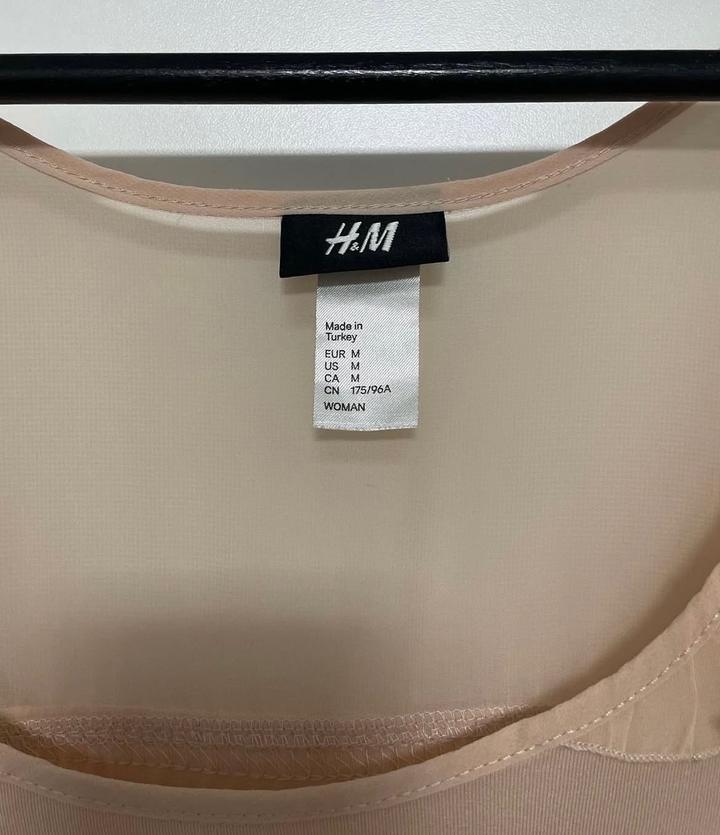 H&M
Made in
Turkey
EUR M
US M
CA M
CN 175/96A
WOMAN